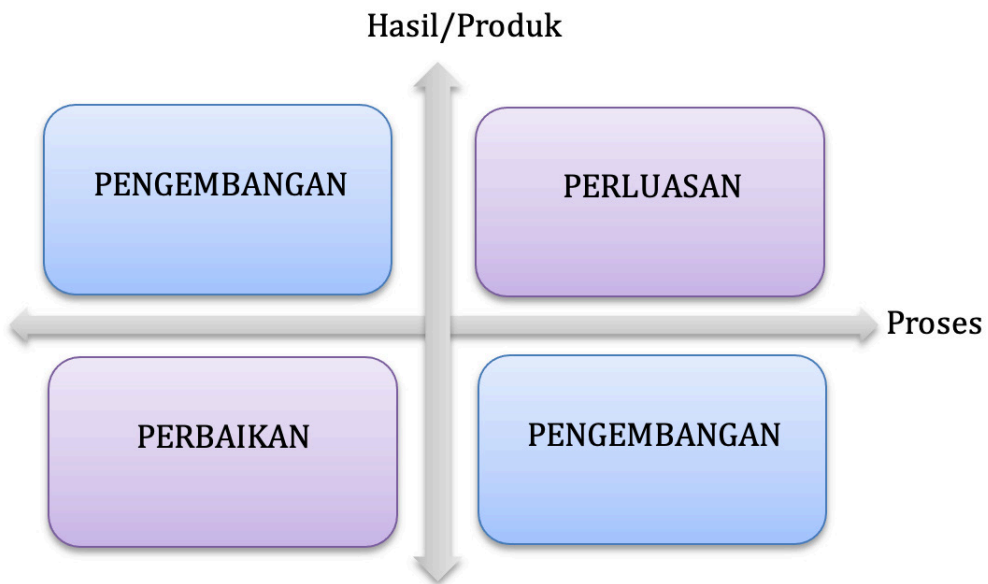 Hasil/Produk
PENGEMBANGAN
PERLUASAN
Proses
PERBAIKAN
PENGEMBANGAN